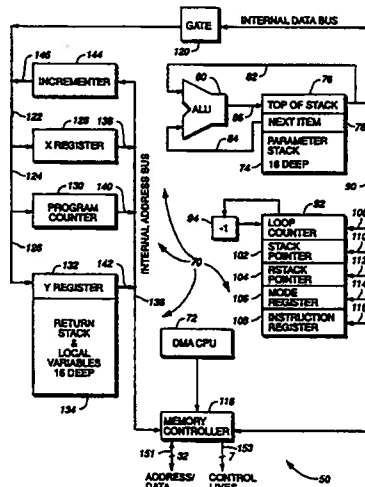 GATE
INTERNAL DATA BUS
120
146
144
INCREMENTER
122
128
138
X REGISTER
124
130
140
PROGRAM
COUNTER
126
132
142
Y REGISTER
RETURN
STACK
&
LOCAL
VARIABLES
16 DEEP
134
INTERNAL ADDRESS BUS
136
82
80
ALU
86
84
76
TOP OF STACK
NEXT ITEM
78
PARAMETER
STACK
16 DEEP
74
90
94
-1
92
LOOP
COUNTER
102
STACK
POINTER
104
RSTACK
POINTER
106
MODE
REGISTER
108
INSTRUCTION
REGISTER
110
112
114
116
70
72
DMA CPU
118
MEMORY
CONTROLLER
151
32
153
7
ADDRESS/
DATA
CONTROL
LINES
50